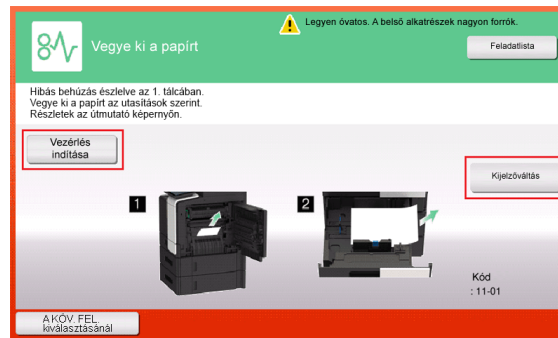 Legyen óvatos. A belső alkatrészek nagyon forrók.
Vegye ki a papírt
Feladatlista
Hibás behúzás észlelve az 1. tálcában.
Vegye ki a papírt az utasítások szerint.
Részletek az útmutató képernyőn.
Vezérlés
indítása
Kijelzőváltás
1
2
Kód
: 11-01
A KÖV. FEL.
kiválasztásánál